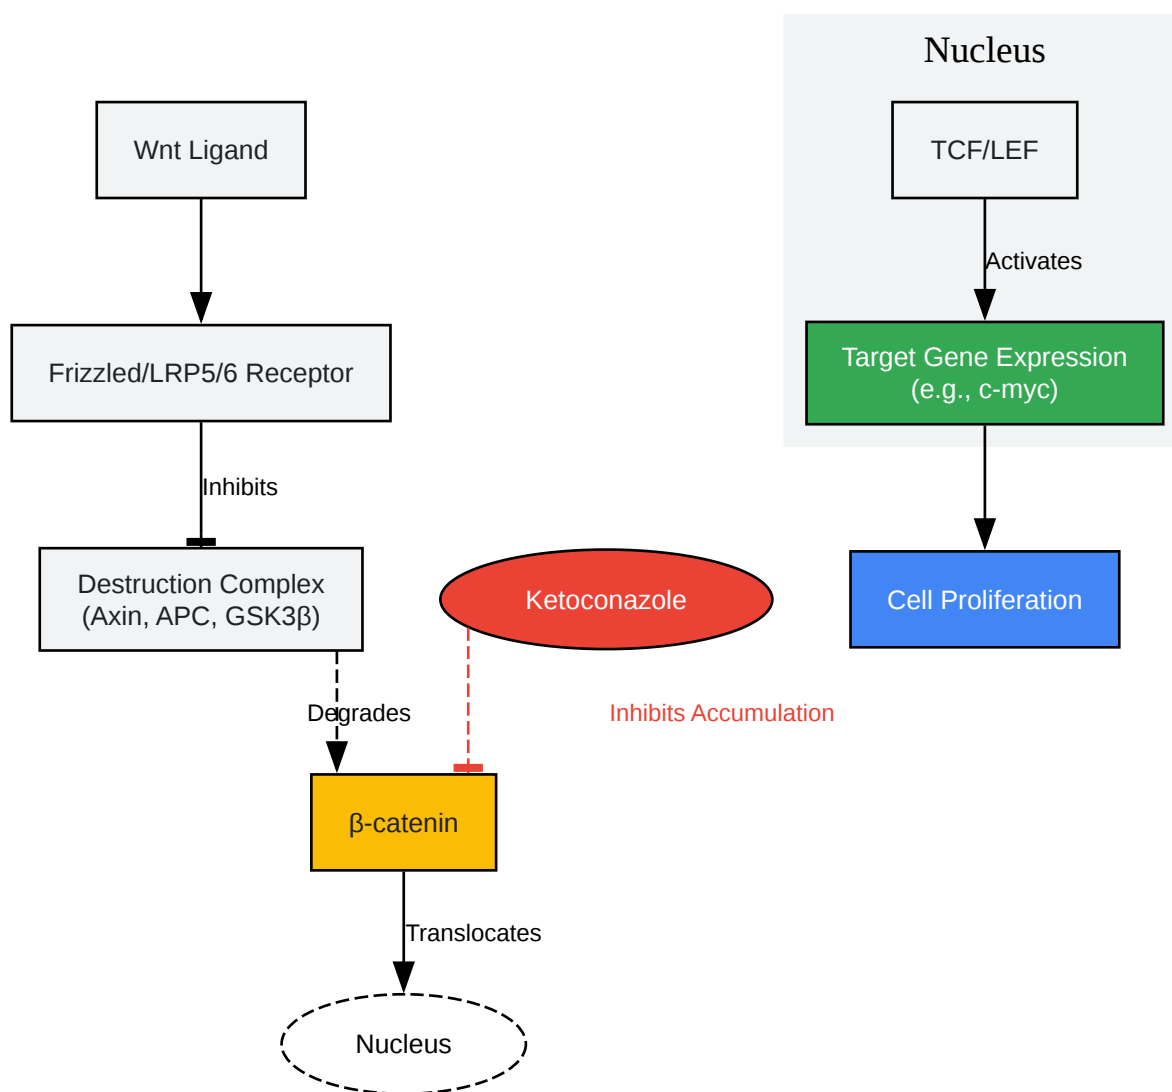 Nucleus
Wnt Ligand
TCF/LEF
Activates
Frizzled/LRP5/6 Receptor
Target Gene Expression
(e.g., c-myc)
Inhibits
Destruction Complex
(Axin, APC, GSK3β)
Ketoconazole
Cell Proliferation
Degrades
Inhibits Accumulation
β-catenin
Translocates
Nucleus